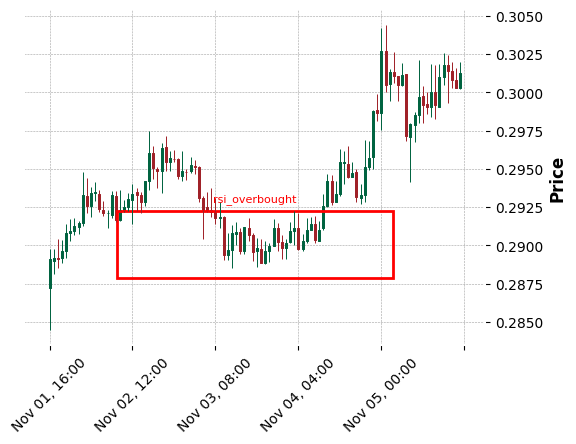 0.3050
0.3025
0.3000
0.2975
0.2950
0.2925
0.2900
0.2875
0.2850
Price
rsi_overbought
Nov 01, 16:00
Nov 02, 12:00
Nov 03, 08:00
Nov 04, 04:00
Nov 05, 00:00